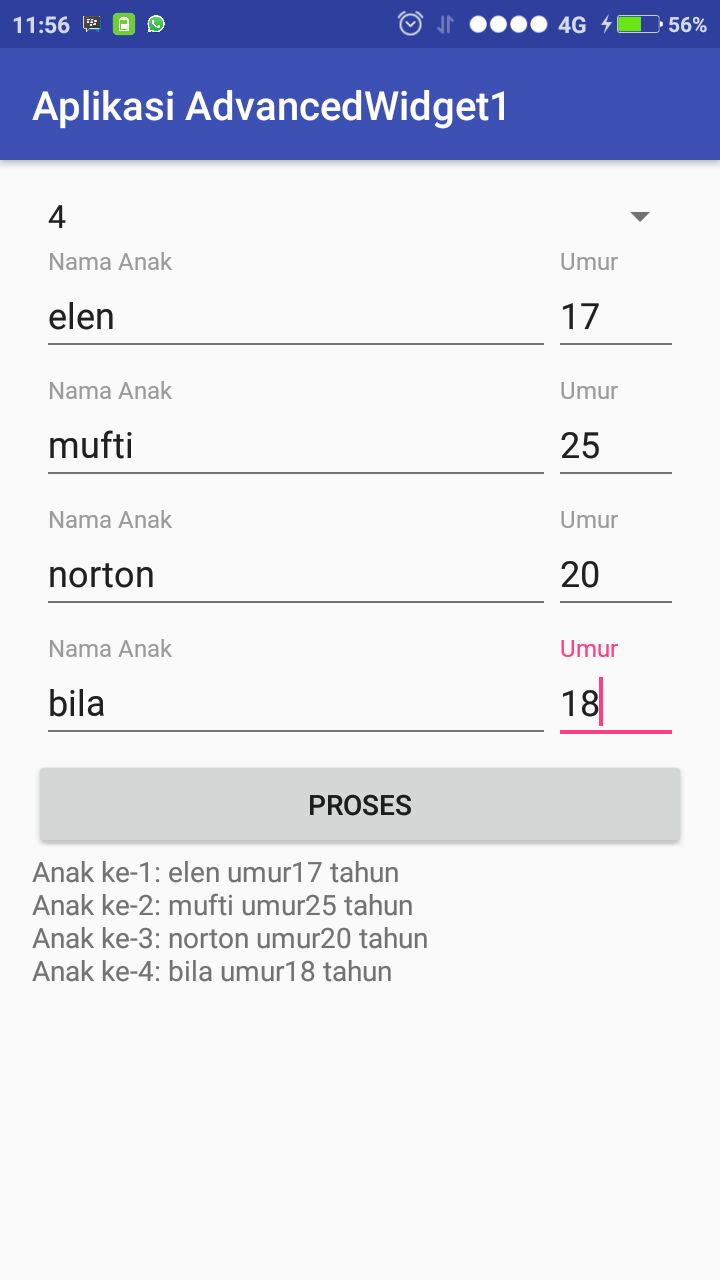 11:56 4G 56%
Aplikasi AdvancedWidget1
4
Nama Anak Umur
elen 17
Nama Anak Umur
mufti 25
Nama Anak Umur
norton 20
Nama Anak Umur
bila 18
PROSES
Anak ke-1: elen umur17 tahun
Anak ke-2: mufti umur25 tahun
Anak ke-3: norton umur20 tahun
Anak ke-4: bila umur18 tahun